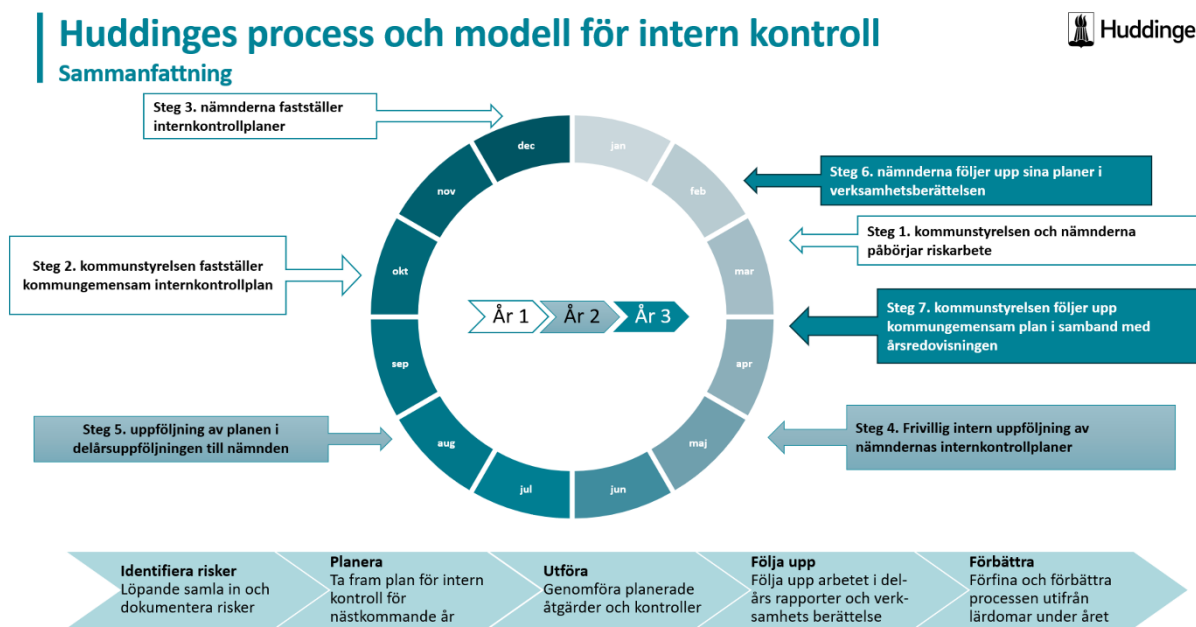 Huddinges process och modell för intern kontroll
Huddinge
Sammanfattning
Steg 3. nämnderna fastställer
internkontrollplaner
dec
jan
nov
feb
Steg 6. nämnderna följer upp sina planer i
verksamhetsberättelsen
Steg 1. kommunstyrelsen och nämnderna
påbörjar riskarbete
Steg 2. kommunstyrelsen fastställer
kommungemensam internkontrollplan
okt
mar
År 1
År 2
År 3
Steg 7. kommunstyrelsen följer upp
kommungemensam plan i samband med
årsredovisningen
sep
apr
Steg 5. uppföljning av planen i
delårsuppföljningen till nämnden
aug
maj
Steg 4. Frivillig intern uppföljning av
nämndernas internkontrollplaner
jul
jun
Identifiera risker
Löpande samla in och
dokumentera risker
Planera
Ta fram plan för intern
kontroll för
nästkommande år
Utföra
Genomföra planerade
åtgärder och kontroller
Följa upp
Följa upp arbetet i del-
års rapporter och verk-
samhets berättelse
Förbättra
Förfina och förbättra
processen utifrån
lärdomar under året